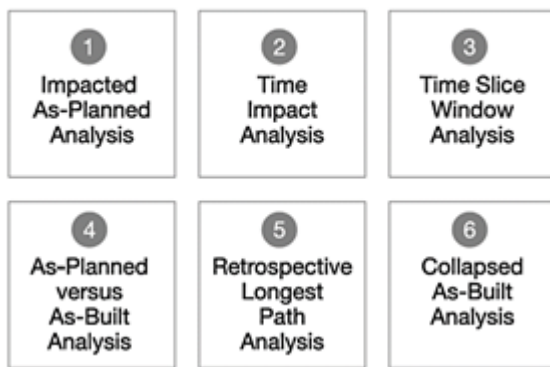 1
Impacted
As-Planned
Analysis
2
Time
Impact
Analysis
3
Time Slice
Window
Analysis
4
As-Planned
versus
As-Built
Analysis
5
Retrospective
Longest
Path
Analysis
6
Collapsed
As-Built
Analysis